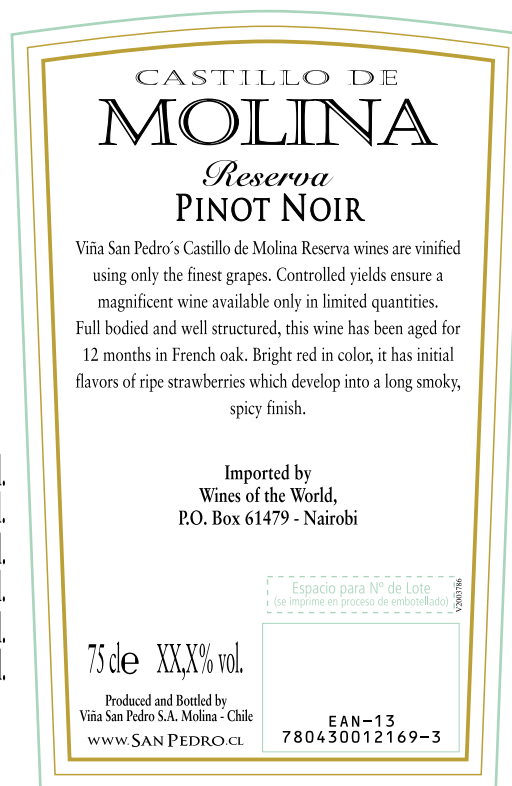 CASTILLO DE
MOLINA
Reserva
PINOT NOIR
Viña San Pedro´s Castillo de Molina Reserva wines are vinified
using only the finest grapes. Controlled yields ensure a
magnificent wine available only in limited quantities.
Full bodied and well structured, this wine has been aged for
12 months in French oak. Bright red in color, it has initial
flavors of ripe strawberries which develop into a long smoky,
spicy finish.
Imported by
Wines of the World,
P.O. Box 61479 - Nairobi
Espacio para Nº de Lote
(se imprime en proceso de embotellado)
V2003786
75 cl e XX,X% vol.
Produced and Bottled by
Viña San Pedro S.A. Molina - Chile
WWW.SAN PEDRO.CL
EAN-13
780430012169-3